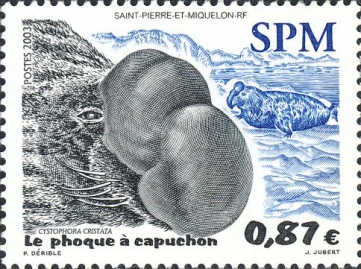 SAINT-PIERRE-ET-MIQUELON-RF
SPM
POSTES 2003
CYSTOPHORA CRISTATA
Le phoque à capuchon
0,87 €
P. DÉRIBLE
J. JUBERT